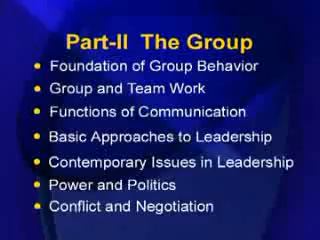 Part-II The Group
• Foundation of Group Behavior
• Group and Team Work
• Functions of Communication
• Basic Approaches to Leadership
• Contemporary Issues in Leadership
• Power and Politics
• Conflict and Negotiation